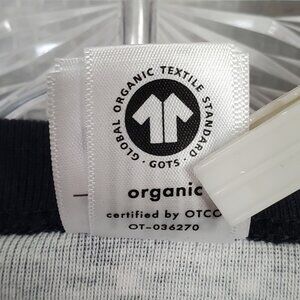 GLOBAL ORGANIC TEXTILE STANDARD
· GOTS ·
organic
certified by OTCO
OT-036270